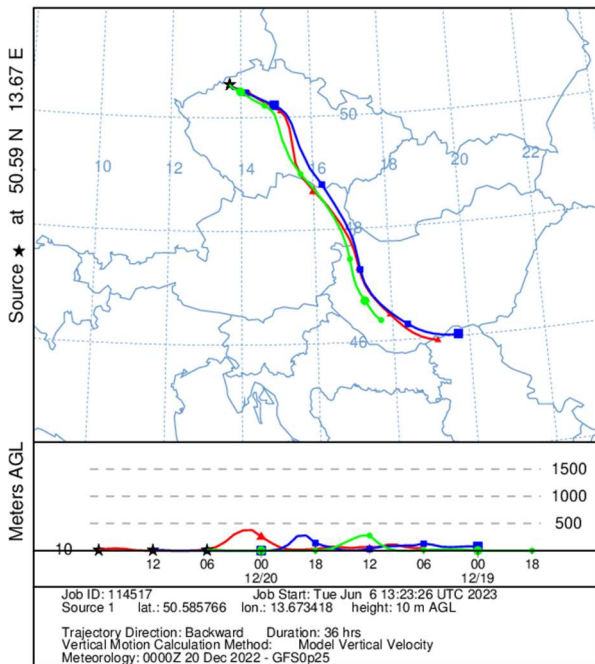 Source ★ at 50.59 N 13.67 E
50
10
12
14
16
18
20
22
48
46
Meters AGL
1500
1000
500
10
12 06 00 18 12 06 00 18
12/20 12/19
Job ID: 114517 Job Start: Tue Jun 6 13:23:26 UTC 2023
Source 1 lat.: 50.585766 lon.: 13.673418 height: 10 m AGL
Trajectory Direction: Backward Duration: 36 hrs
Vertical Motion Calculation Method: Model Vertical Velocity
Meteorology: 0000Z 20 Dec 2022 - GFS0p25